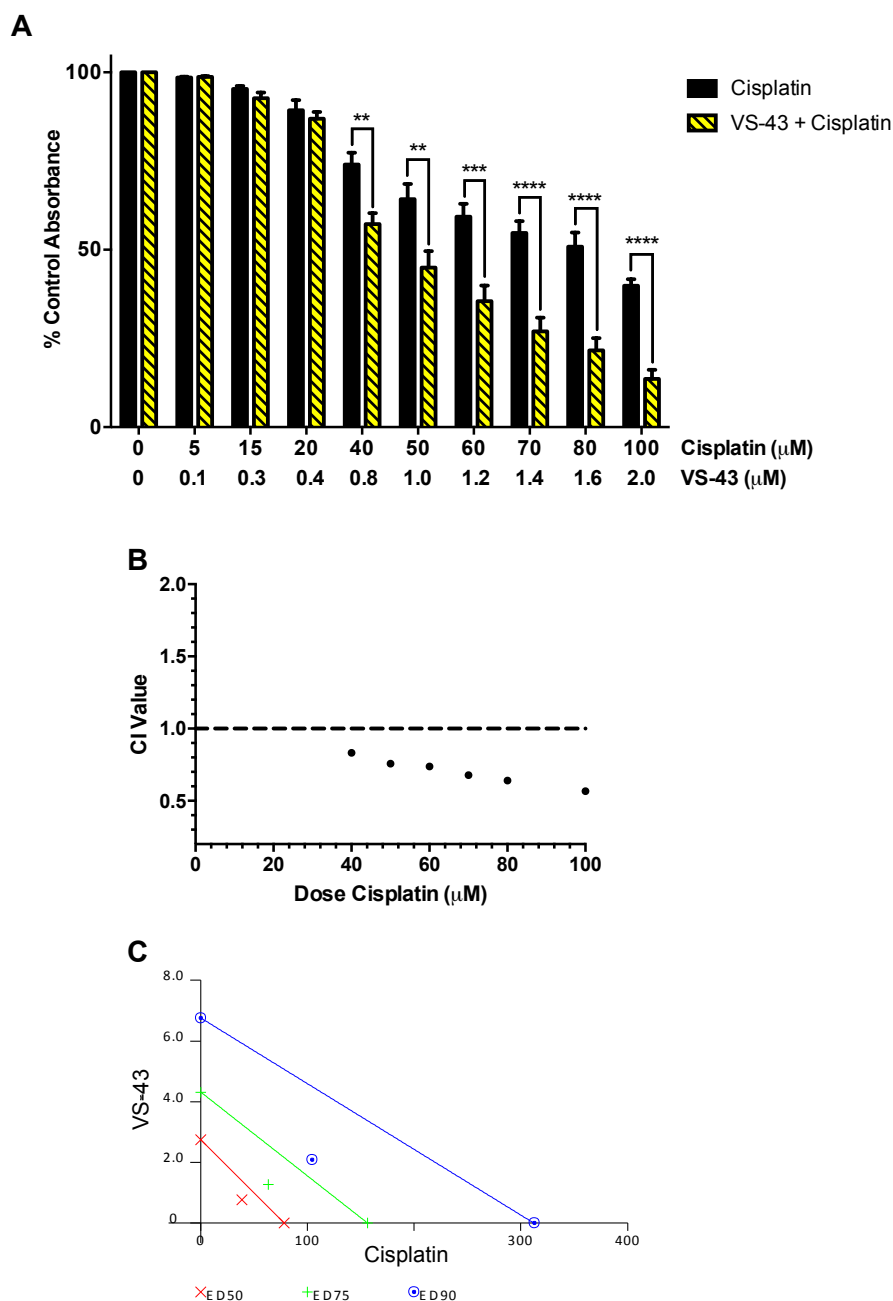 A
100
50
0
% Control Absorbance
Cisplatin
VS-43 + Cisplatin
** ** *** **** **** ****
0 5 15 20 40 50 60 70 80 100 Cisplatin (μM)
0 0.1 0.3 0.4 0.8 1.0 1.2 1.4 1.6 2.0 VS-43 (μM)
B
2.0
1.5
1.0
0.5
CI Value
0 20 40 60 80 100
Dose Cisplatin (μM)
C
8.0
6.0
4.0
2.0
0
VS-43
0 100 300 400
Cisplatin
ED50 ED75 ED90